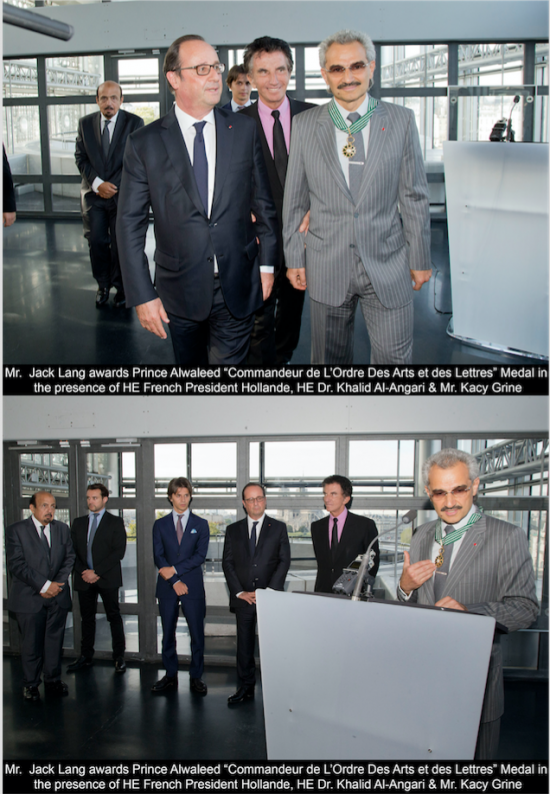 Mr. Jack Lang awards Prince Alwaleed “Commandeur de L’Ordre Des Arts et des Lettres” Medal in
the presence of HE French President Hollande, HE Dr. Khalid Al-Angari & Mr. Kacy Grine
Mr. Jack Lang awards Prince Alwaleed “Commandeur de L’Ordre Des Arts et des Lettres” Medal in
the presence of HE French President Hollande, HE Dr. Khalid Al-Angari & Mr. Kacy Grine